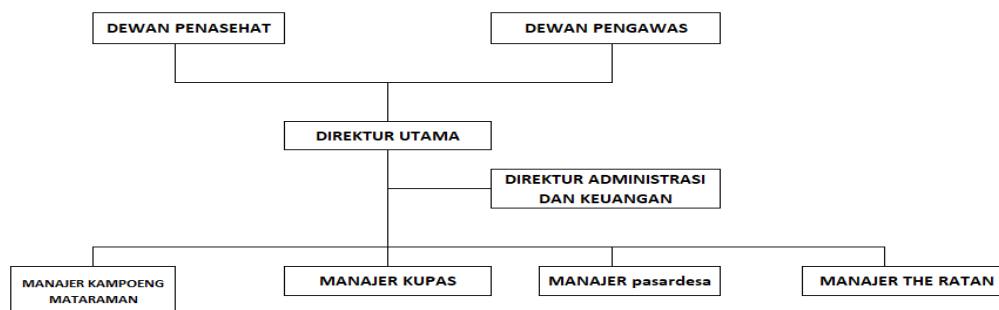 DEWAN PENASEHAT
DEWAN PENGAWAS
DIREKTUR UTAMA
DIREKTUR ADMINISTRASI
DAN KEUANGAN
MANAJER KAMPOENG
MATARAMAN
MANAJER KUPAS
MANAJER pasardesa
MANAJER THE RATAN